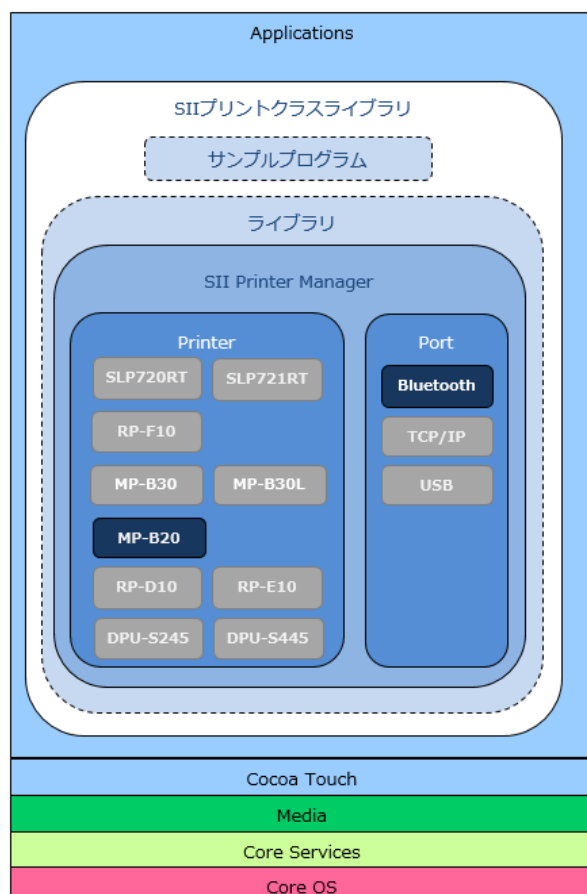 Applications
SIIプリントクラスライブラリ
サンプルプログラム
ライブラリ
SII Printer Manager
Printer
SLP720RT SLP721RT
RP-F10
MP-B30 MP-B30L
MP-B20
RP-D10 RP-E10
DPU-S245 DPU-S445
Port
Bluetooth
TCP/IP
USB
Cocoa Touch
Media
Core Services
Core OS